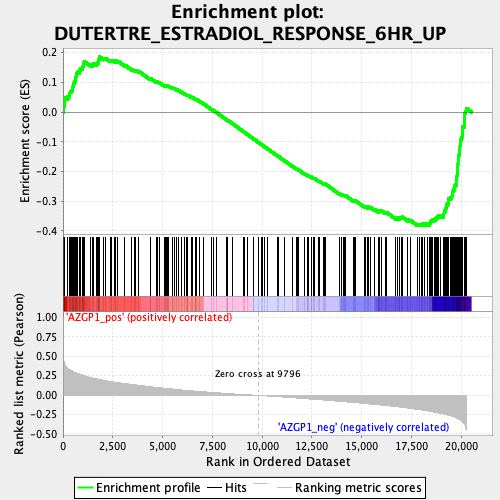 Enrichment plot:
DUTERTRE_ESTRADIOL_RESPONSE_6HR_UP
Enrichment score (ES)
0.2
0.1
0.0
-0.1
-0.2
-0.3
-0.4
'AZGP1_pos' (positively correlated)
Ranked list metric (Pearson)
1.00
0.75
0.50
0.25
0.00
-0.25
-0.50
Zero cross at 9796
'AZGP1_neg' (negatively correlated)
0
2,500
5,000
7,500
10,000
12,500
15,000
17,500
20,000
Rank in Ordered Dataset
Enrichment profile
Hits
Ranking metric scores